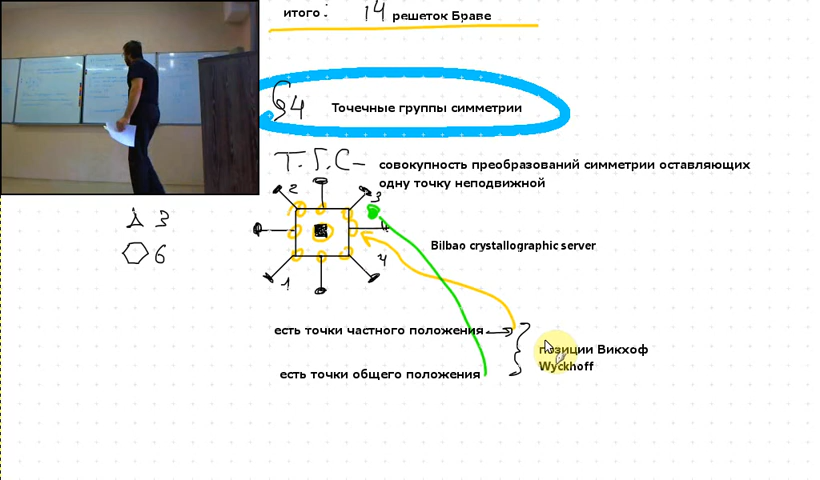 итого: 14 решеток Браве
§4 Точечные группы симметрии
Т.Г.С – совокупность преобразований симметрии оставляющих
одну точку неподвижной
2
3
3
4
6
1
4
Bilbao crystallographic server
есть точки частного положения
позиции Викхоф
Wyckhoff
есть точки общего положения